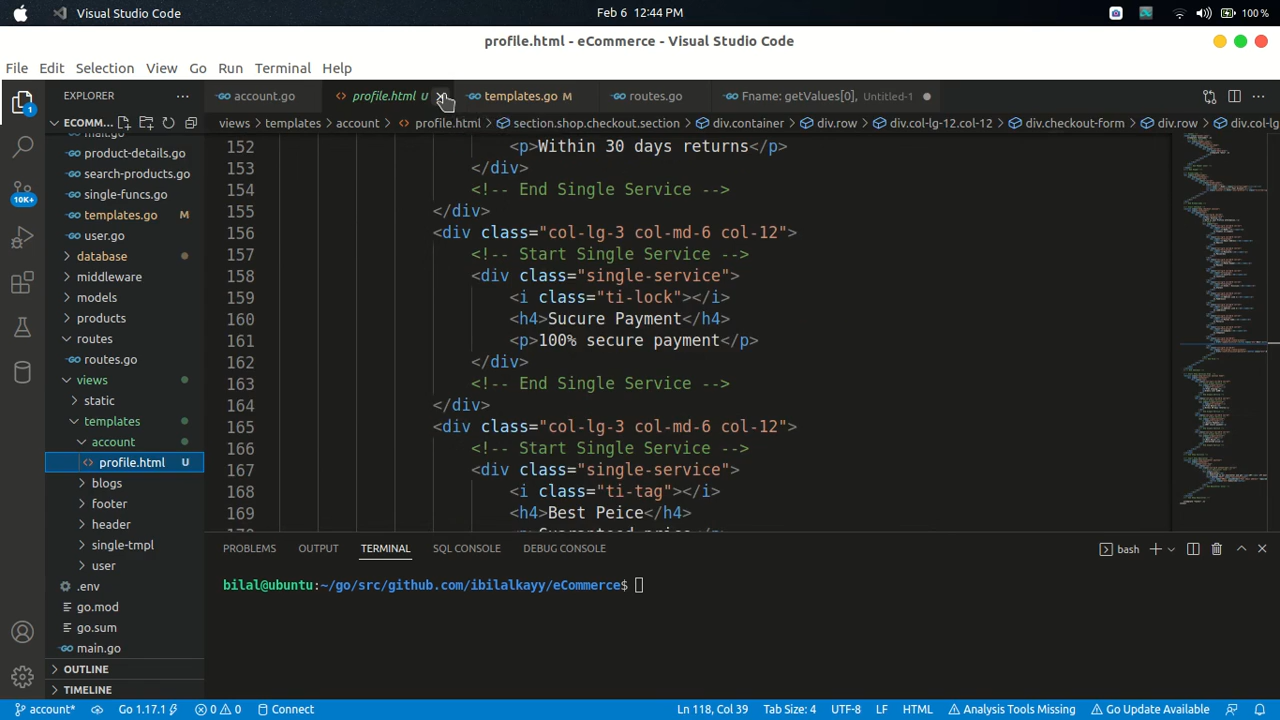 Visual Studio Code
Feb 6 12:44 PM
100 %
profile.html - eCommerce - Visual Studio Code
File Edit Selection View Go Run Terminal Help
1
EXPLORER
account.go
profile.html U
templates.go M
routes.go
Fname: getValues[0], Untitled-1
ECOMM...
views > templates > account > profile.html > section.shop.checkout.section > div.container > div.row > div.col-lg-12.col-12 > div.checkout-form > div.row > div.col-lg
product-details.go
search-products.go
single-funcs.go
templates.go M
user.go
database
middleware
models
products
routes
routes.go
views
static
templates
account
profile.html U
blogs
footer
header
single-tmpl
user
.env
go.mod
go.sum
main.go
OUTLINE
TIMELINE
10K+
152 <p>Within 30 days returns</p>
153 </div>
154 <!-- End Single Service -->
155 </div>
156 <div class="col-lg-3 col-md-6 col-12">
157 <!-- Start Single Service -->
158 <div class="single-service">
159 <i class="ti-lock"></i>
160 <h4>Sucure Payment</h4>
161 <p>100% secure payment</p>
162 </div>
163 <!-- End Single Service -->
164 </div>
165 <div class="col-lg-3 col-md-6 col-12">
166 <!-- Start Single Service -->
167 <div class="single-service">
168 <i class="ti-tag"></i>
169 <h4>Best Peice</h4>
PROBLEMS OUTPUT TERMINAL SQL CONSOLE DEBUG CONSOLE
bash
bilal@ubuntu:~/go/src/github.com/ibilalkayy/eCommerce$
account* Go 1.17.1 0 0 Connect
Ln 118, Col 39 Tab Size: 4 UTF-8 LF HTML Analysis Tools Missing Go Update Available